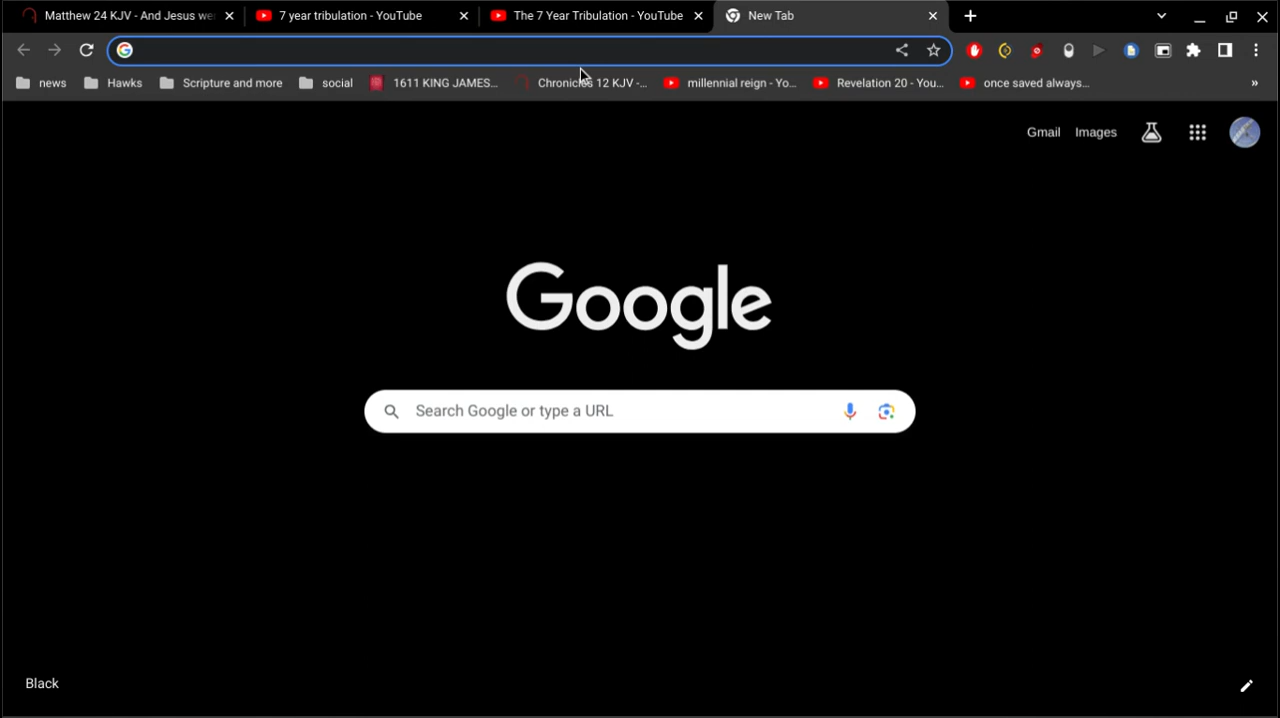 Matthew 24 KJV - And Jesus we
7 year tribulation - YouTube
The 7 Year Tribulation - YouTube
New Tab
news
Hawks
Scripture and more
social
1611 KING JAMES...
Chronicles 12 KJV -...
millennial reign - Yo...
Revelation 20 - You...
once saved always...
»
Gmail
Images
Google
Search Google or type a URL
Black